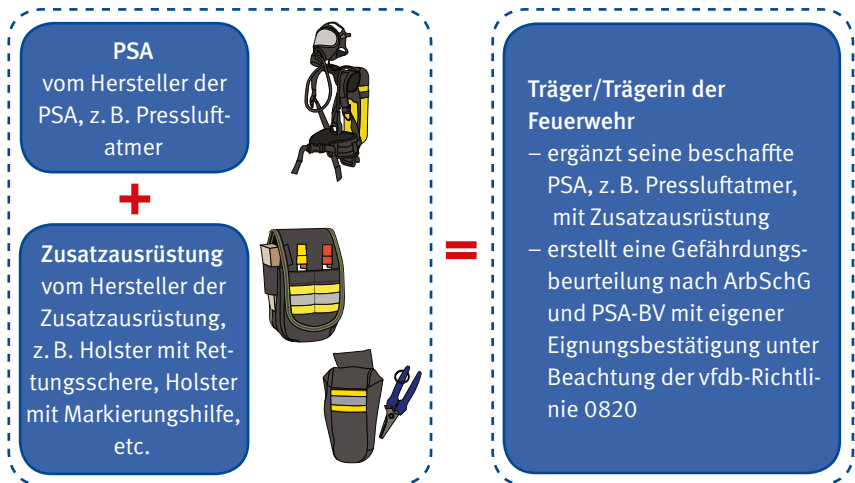 PSA
vom Hersteller der
PSA, z. B. Pressluft-
atmer
+
Zusatzausrüstung
vom Hersteller der
Zusatzausrüstung,
z. B. Holster mit Ret-
tungsschere, Holster
mit Markierungshilfe,
etc.
=
Träger/Trägerin der
Feuerwehr
– ergänzt seine beschaffte
PSA, z. B. Pressluftatmer,
mit Zusatzausrüstung
– erstellt eine Gefährdungs-
beurteilung nach ArbSchG
und PSA-BV mit eigener
Eignungsbestätigung unter
Beachtung der vfdb-Richtli-
nie 0820